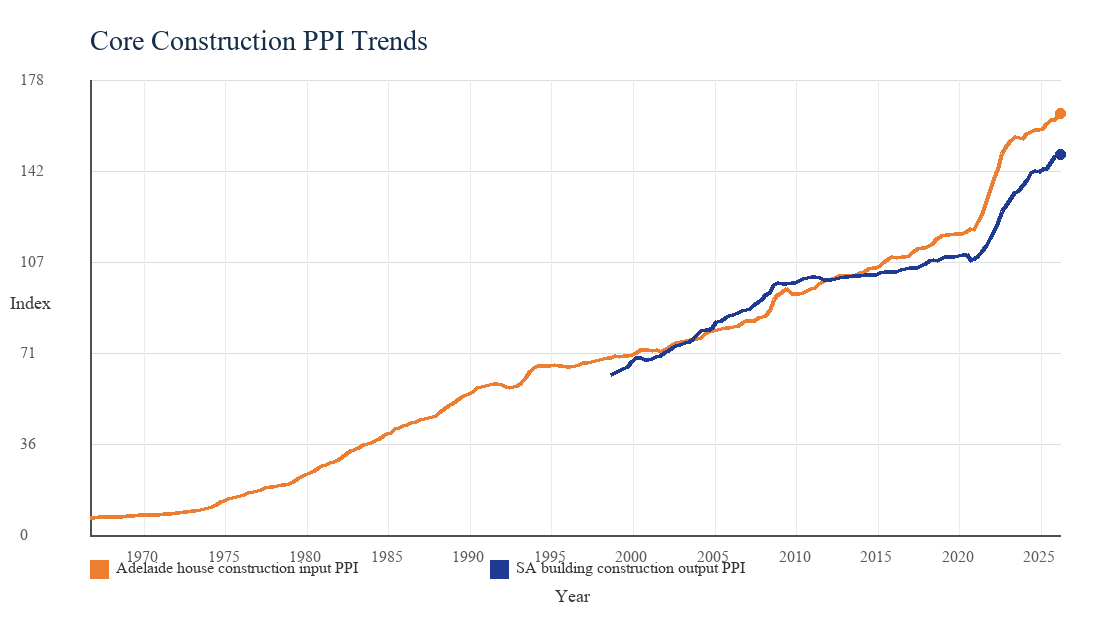 Core Construction PPI Trends
178
142
107
Index
71
36
0
1970 1975 1980 1985 1990 1995 2000 2005 2010 2015 2020 2025
Adelaide house construction input PPI SA building construction output PPI
Year